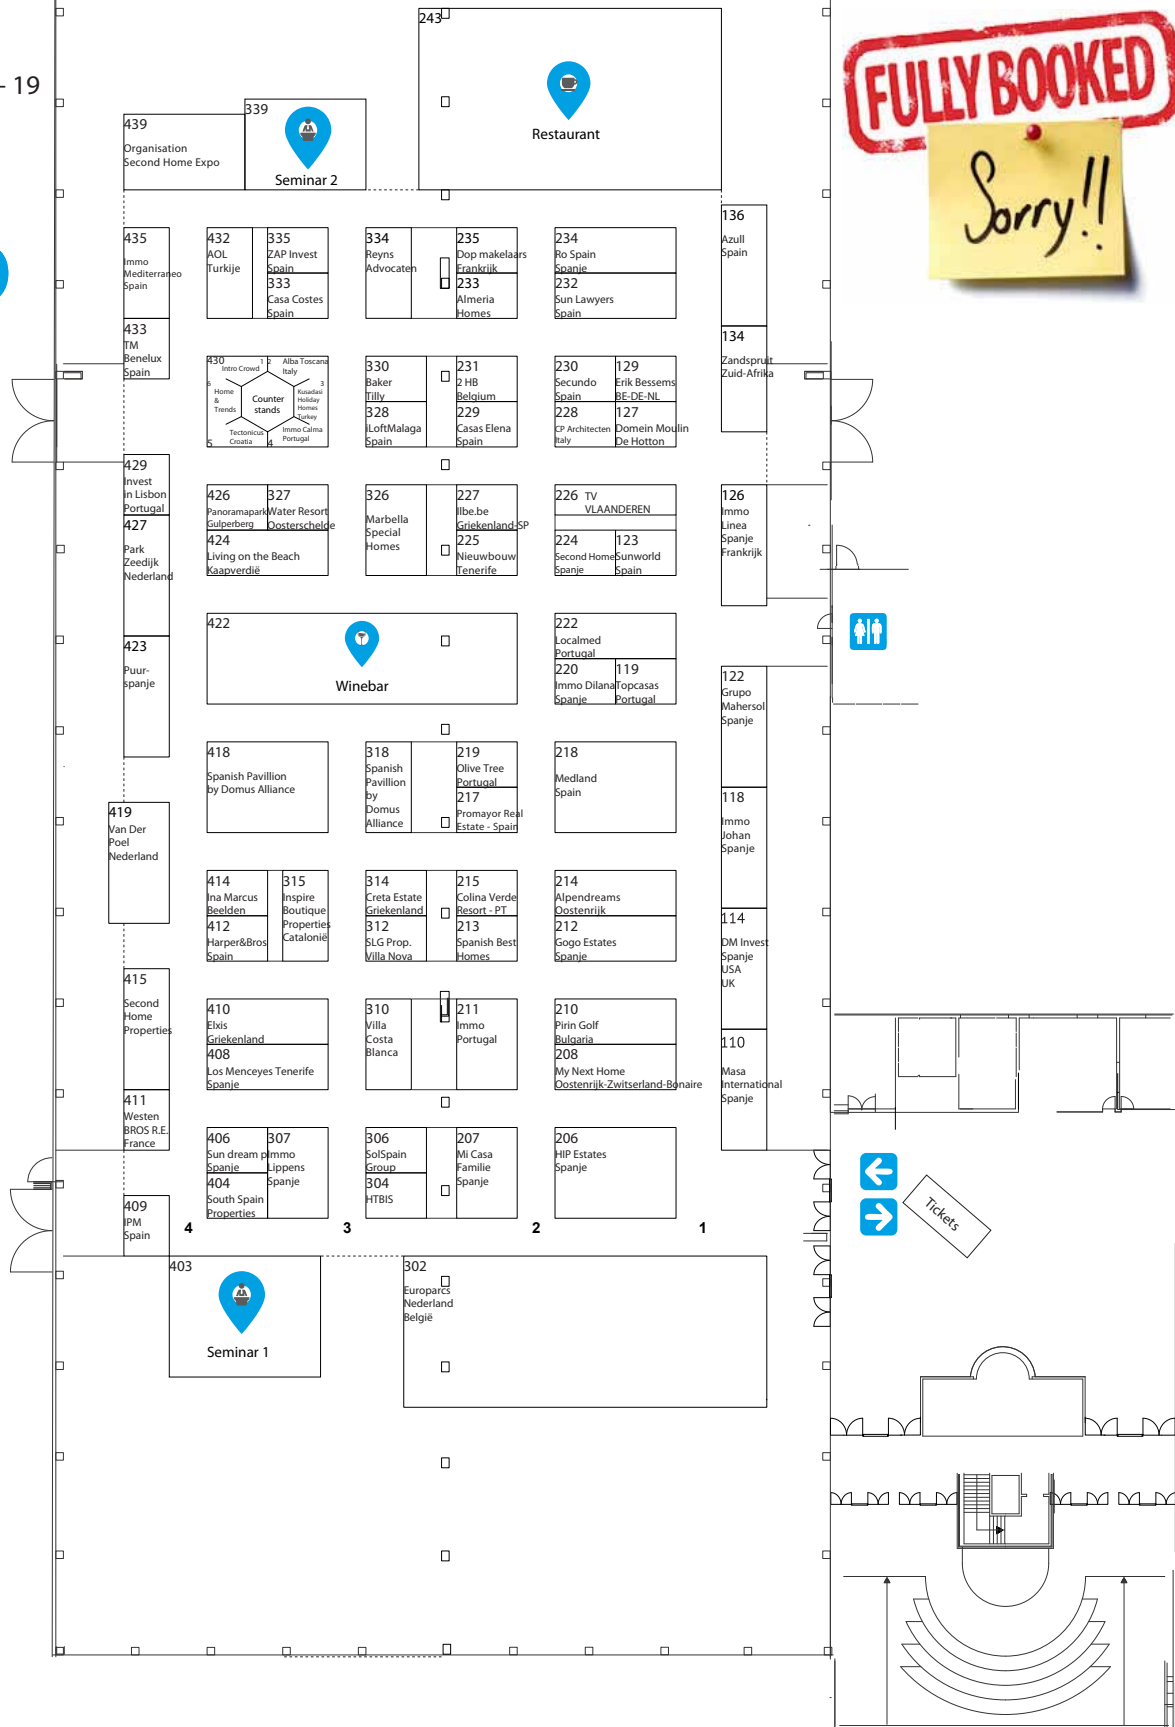 - 19
FULLY BOOKED
Sorry!!
243
Restaurant
339
Seminar 2
439
Organisation
Second Home Expo
435
Immo
Mediterraneo
Spain
432
AOL
Turkije
335
ZAP Invest
Spain
333
Casa Costes
Spain
334
Reyns
Advocaten
235
Dop makelaars
Frankrijk
233
Almeria
Homes
234
Ro Spain
Spanje
232
Sun Lawyers
Spain
136
Azull
Spain
433
TM
Benelux
Spain
134
Zandspruit
Zuid-Afrika
430
1
2
Intro Crowd
Alba Toscana
Italy
3
Kusadasi
Holiday
Homes
Turkey
6
Home
&
Trends
Counter
stands
5
Tectonicus
Croatia
4
Immo Calma
Portugal
330
Baker
Tilly
328
iLoftMalaga
Spain
231
2 HB
Belgium
229
Casas Elena
Spain
230
Secundo
Spain
129
Erik Bessems
BE-DE-NL
228
CP Architecten
Italy
127
Domein Moulin
De Hotton
429
Invest
in Lisbon
Portugal
427
Park
Zeedijk
Nederland
426
Panoramapark
Gulperberg
327
Water Resort
Oosterschelde
424
Living on the Beach
Kaapverdië
326
Marbella
Special
Homes
227
Ilbe.be
Griekenland-SP
225
Nieuwbouw
Tenerife
226 TV
VLAANDEREN
224
Second Home
Spanje
123
Sunworld
Spain
126
Immo
Linea
Spanje
Frankrijk
423
Puur-
spanje
422
Winebar
222
Localmed
Portugal
220
Immo Dilana
Spanje
119
Topcasas
Portugal
122
Grupo
Mahersol
Spanje
418
Spanish Pavillion
by Domus Alliance
318
Spanish
Pavillion
by
Domus
Alliance
219
Olive Tree
Portugal
217
Promayor Real
Estate - Spain
218
Medland
Spain
118
Immo
Johan
Spanje
419
Van Der
Poel
Nederland
414
Ina Marcus
Beelden
412
Harper&Bros
Spain
315
Inspire
Boutique
Properties
Catalonië
314
Creta Estate
Griekenland
312
SLG Prop.
Villa Nova
215
Colina Verde
Resort - PT
213
Spanish Best
Homes
214
Alpendreams
Oostenrijk
212
Gogo Estates
Spanje
114
DM Invest
Spanje
USA
UK
415
Second
Home
Properties
410
Elxis
Griekenland
408
Los Menceyes Tenerife
Spanje
310
Villa
Costa
Blanca
211
Immo
Portugal
210
Pirin Golf
Bulgaria
208
My Next Home
Oostenrijk-Zwitserland-Bonaire
110
Masa
International
Spanje
411
Westen
BROS R.E.
France
406
Sun dream p
Spanje
404
South Spain
Properties
307
Immo
Lippens
Spanje
306
SolSpain
Group
304
HTBIS
207
Mi Casa
Familie
Spanje
206
HIP Estates
Spanje
409
IPM
Spain
4
3
2
1
Tickets
403
Seminar 1
302
Europarcs
Nederland
België